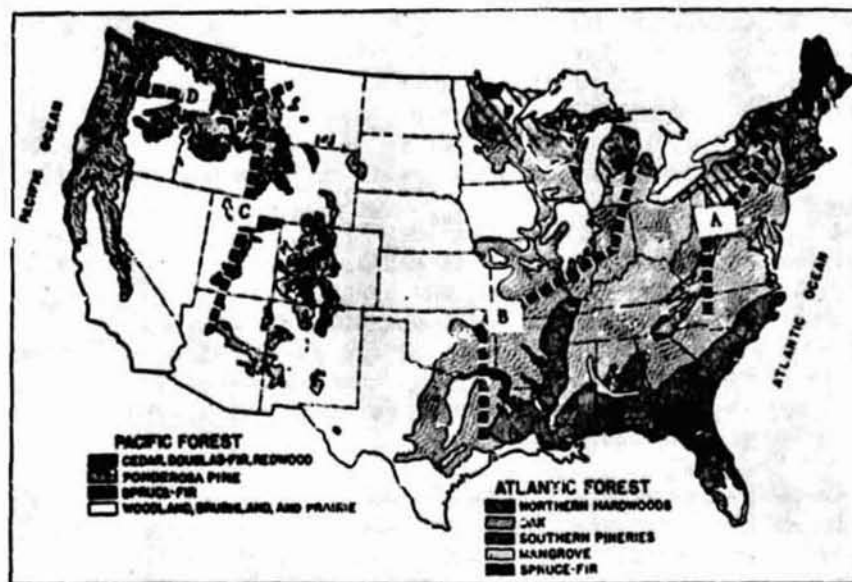 D
PACIFIC OCEAN
C
A
B
ATLANTIC OCEAN
PACIFIC FOREST
CEDAR, DOUGLAS-FIR, REDWOOD
PONDEROSA PINE
SPRUCE-FIR
WOODLAND, BRUSHLAND, AND PRAIRIE
ATLANTIC FOREST
NORTHERN HARDWOODS
OAK
SOUTHERN PINERIES
MANGROVE
SPRUCE-FIR